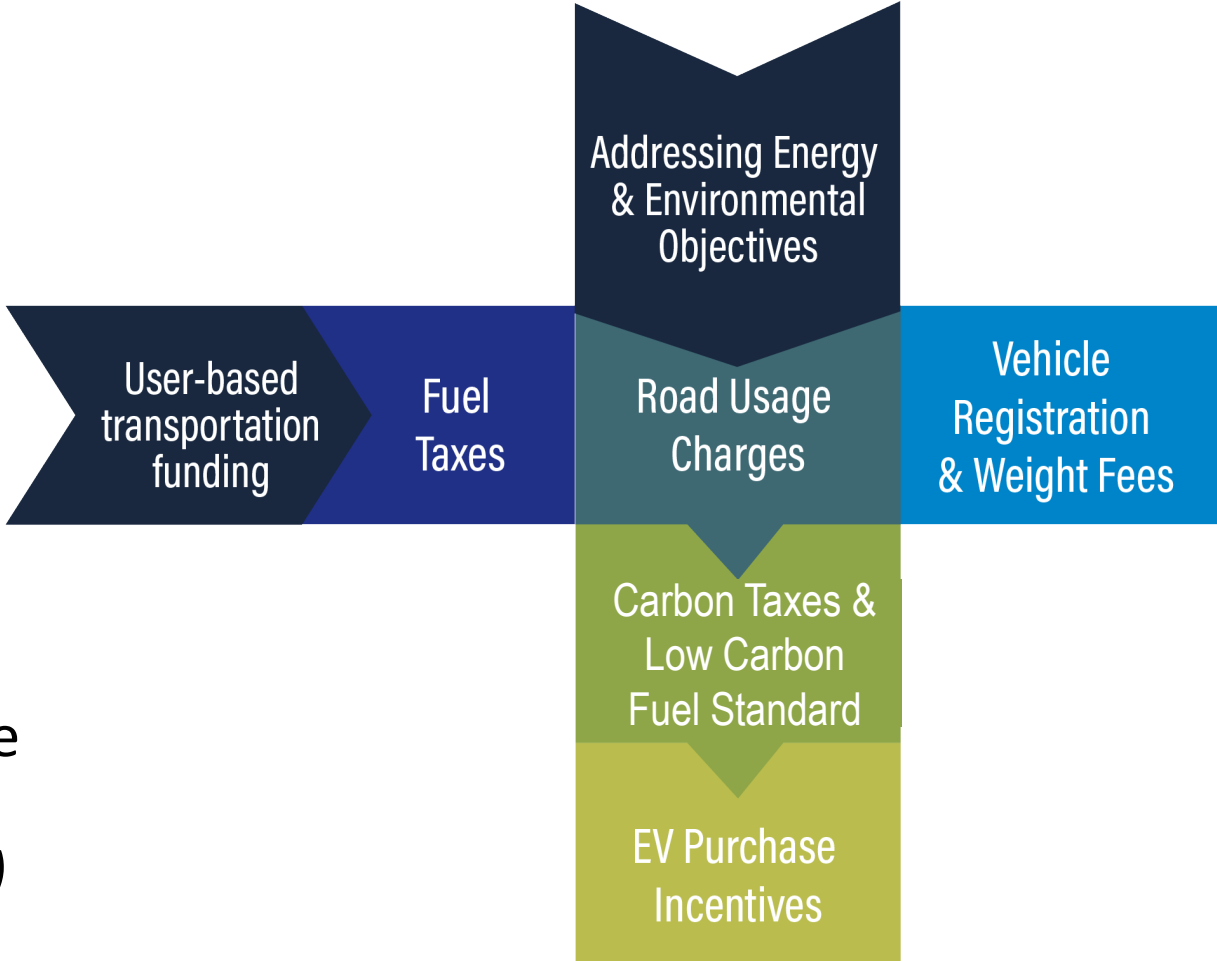 Addressing Energy
& Environmental
Objectives
User-based
transportation
funding
Fuel
Taxes
Road Usage
Charges
Vehicle
Registration
& Weight Fees
Carbon Taxes &
Low Carbon
Fuel Standard
e
)
EV Purchase
Incentives